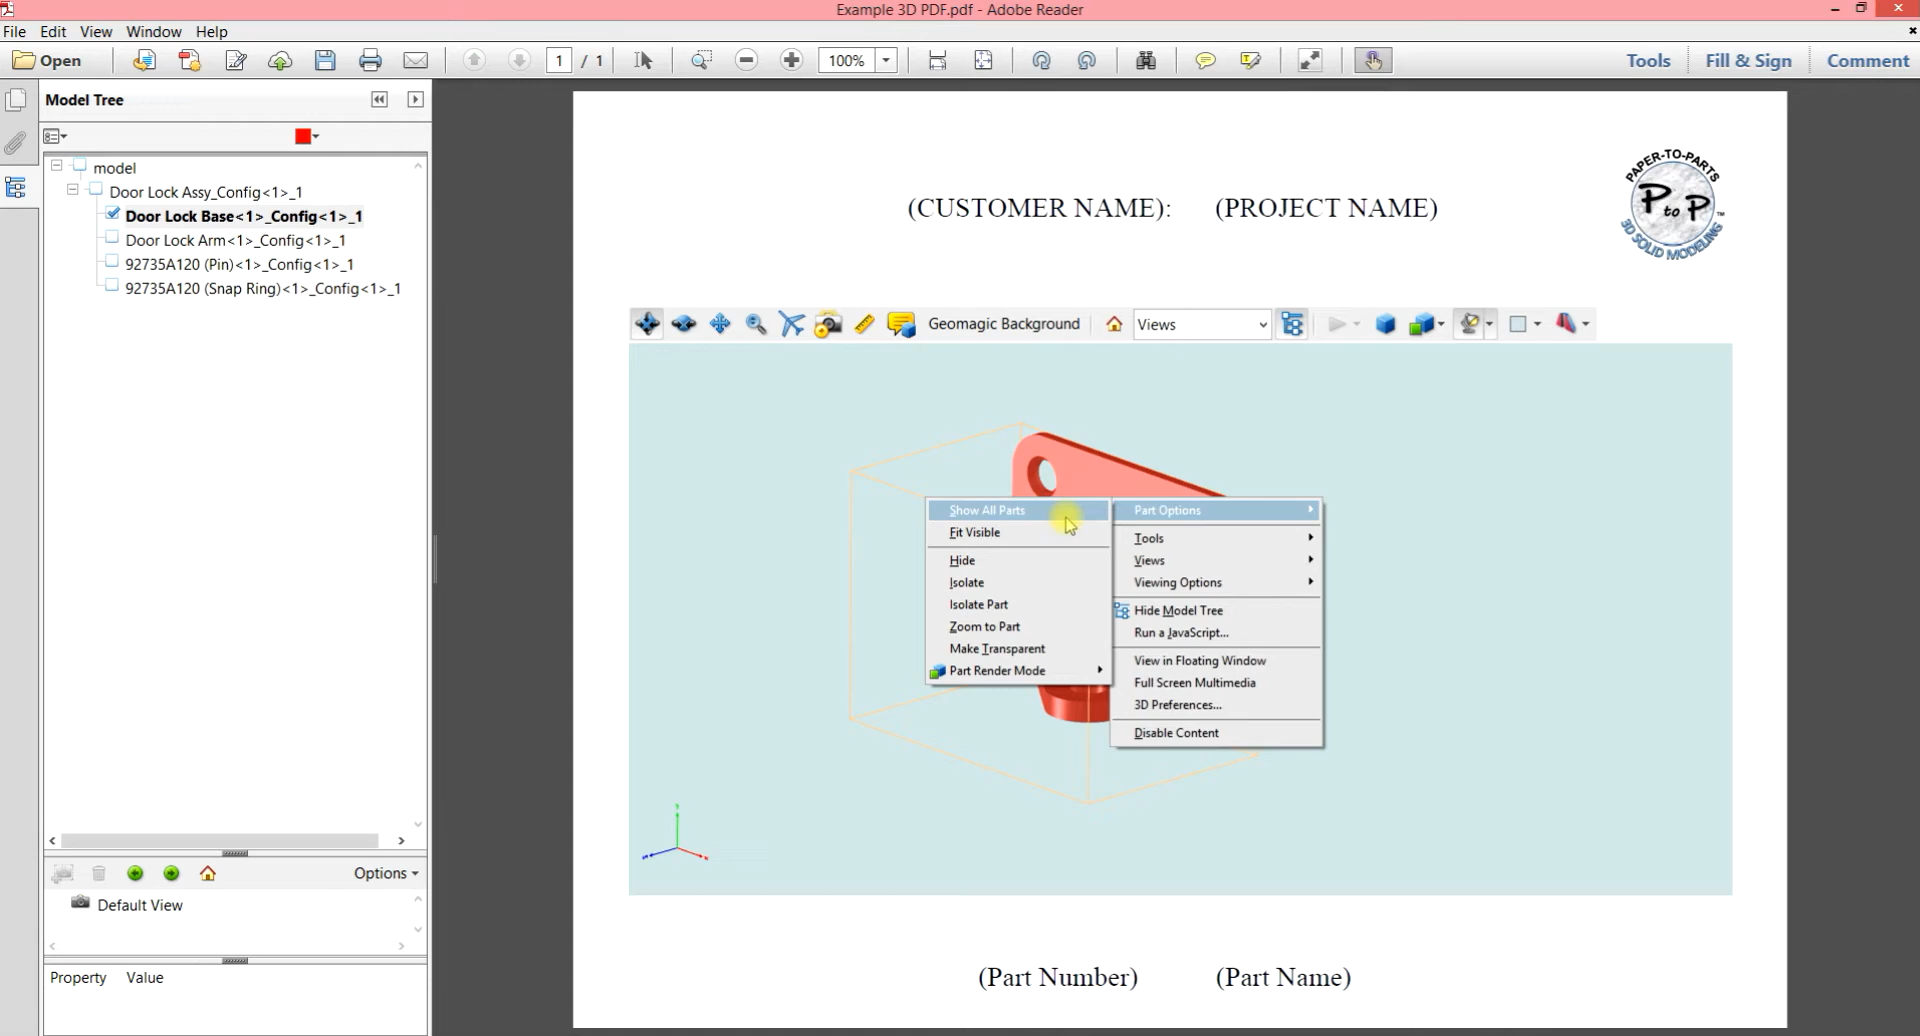 Example 3D PDF.pdf - Adobe Reader
File Edit View Window Help
Open 1 / 1 100% Tools Fill & Sign Comment
Model Tree
model
Door Lock Assy_Config<1>_1
Door Lock Base<1>_Config<1>_1
Door Lock Arm<1>_Config<1>_1
92735A120 (Pin)<1>_Config<1>_1
92735A120 (Snap Ring)<1>_Config<1>_1
Options
Default View
Property Value
(CUSTOMER NAME): (PROJECT NAME)
PAPER-TO-PARTS
P to P
3D SOLID MODELING
TM
Geomagic Background Views
Show All Parts
Fit Visible
Hide
Isolate
Isolate Part
Zoom to Part
Make Transparent
Part Render Mode
Part Options
Tools
Views
Viewing Options
Hide Model Tree
Run a JavaScript...
View in Floating Window
Full Screen Multimedia
3D Preferences...
Disable Content
(Part Number) (Part Name)